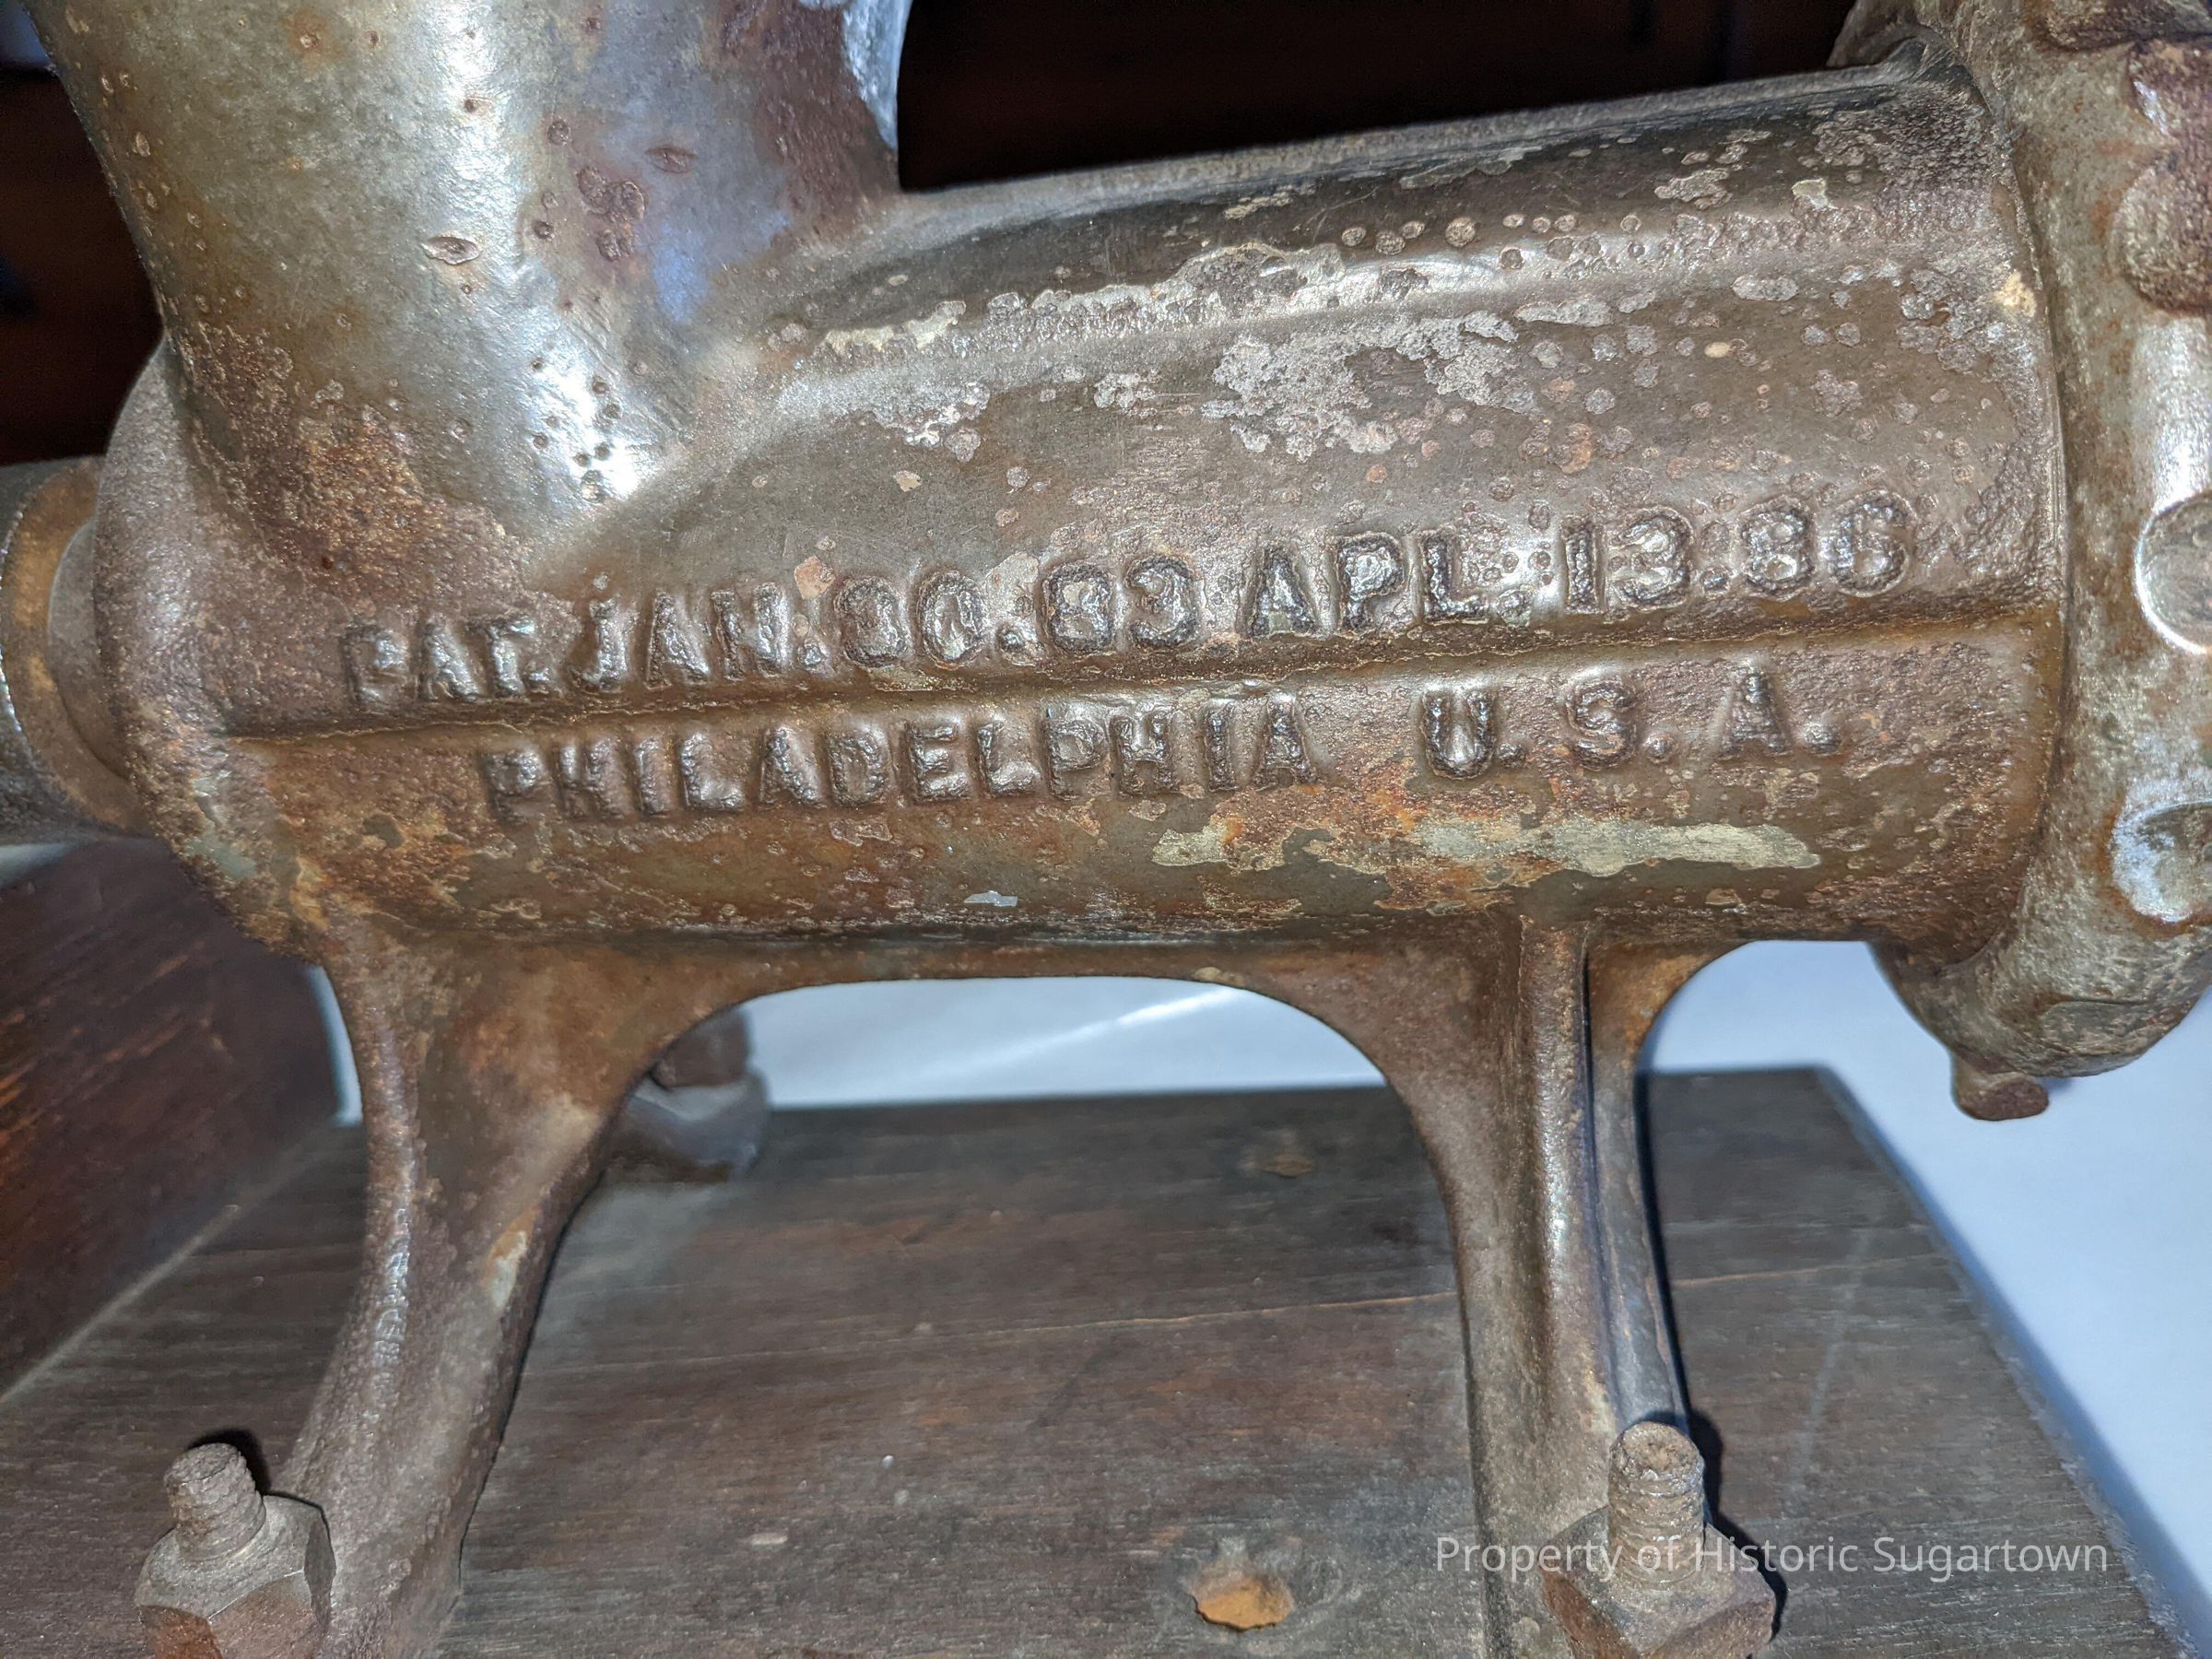 PAT. JAN. 30. 83 APL. 13. 86
PHILADELPHIA U. S. A.
Property of Historic Sugartown